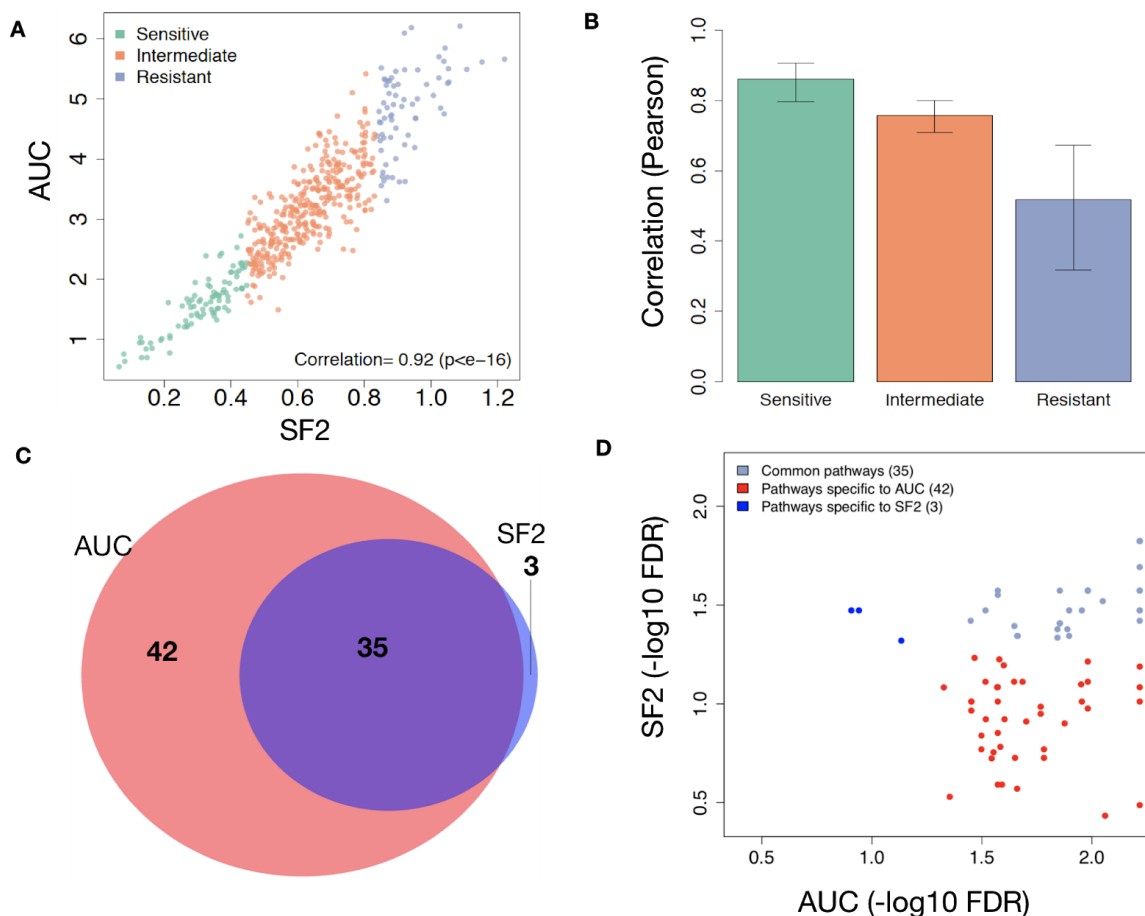 A
Sensitive
Intermediate
Resistant
6
5
4
3
2
1
AUC
Correlation= 0.92 (p<e−16)
0.2 0.4 0.6 0.8 1.0 1.2
SF2
B
1.0
0.8
0.6
0.4
0.2
0.0
Correlation (Pearson)
Sensitive Intermediate Resistant
C
AUC
SF2
3
42
35
D
Common pathways (35)
Pathways specific to AUC (42)
Pathways specific to SF2 (3)
2.0
1.5
1.0
0.5
SF2 (-log10 FDR)
0.5 1.0 1.5 2.0
AUC (-log10 FDR)